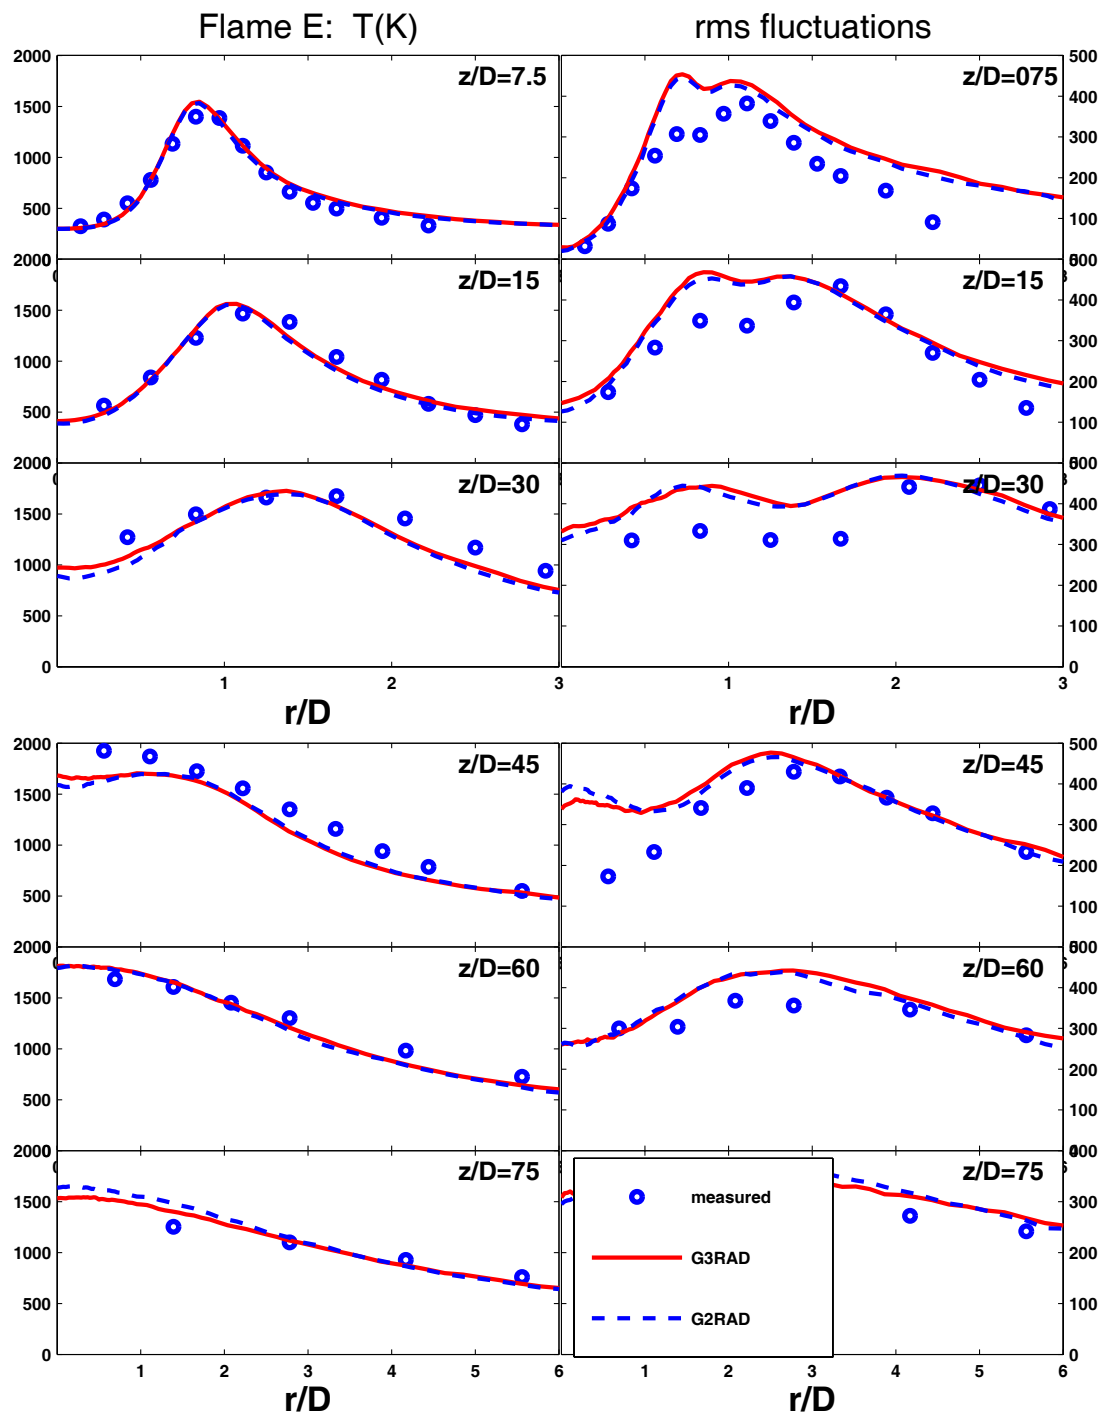 Flame E: T(K) rms fluctuations
2000 z/D=7.5 z/D=075 500
1500 400
1000 300
500 200
100
2000 z/D=15 z/D=15
1500 400
1000 300
500 200
100
2000 z/D=30 z/D=30
1500 400
1000 300
500 200
100
0 0
1 2 3 1 2 3
r/D r/D
2000 z/D=45 z/D=45 500
1500 400
1000 300
500 200
100
2000 z/D=60 z/D=60
1500 400
1000 300
500 200
100
2000 z/D=75 z/D=75
1500 measured 300
1000 G3RAD 200
500 G2RAD 100
0 0
1 2 3 4 5 6 1 2 3 4 5 6
r/D r/D